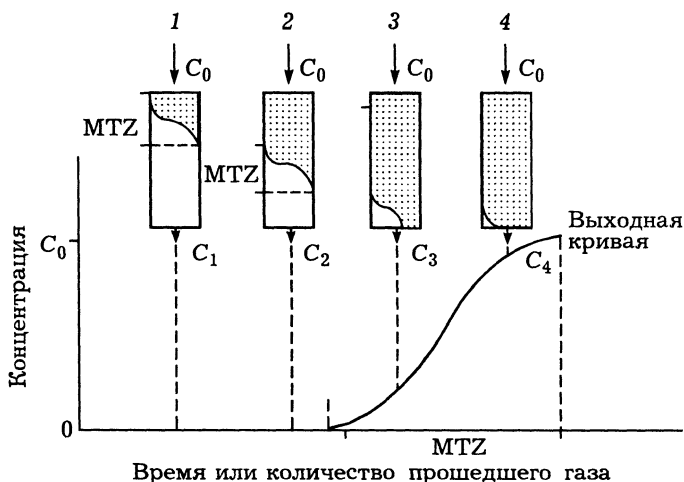 1 2 3 4
C₀ C₀ C₀ C₀
MTZ
MTZ
Концентрация
C₀
C₁ C₂ C₃ C₄
Выходная
кривая
0
MTZ
Время или количество прошедшего газа